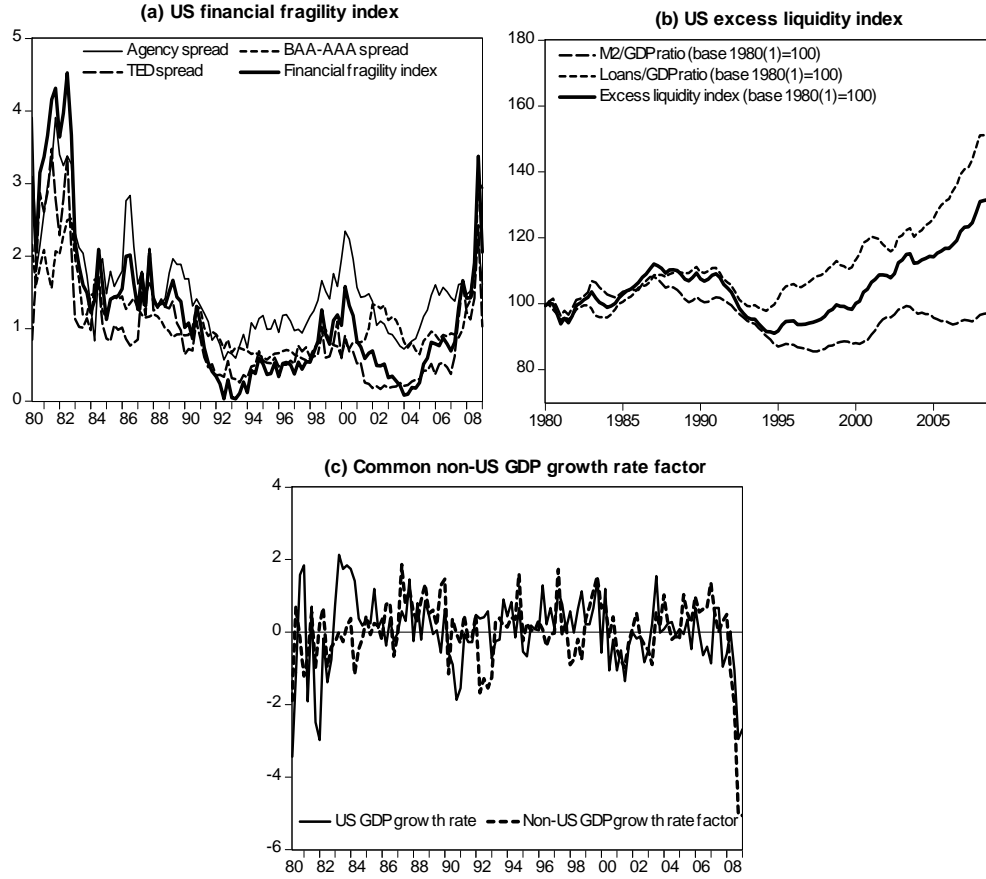 (a) US financial fragility index
5
4
3
2
1
0
Agency spread
BAA-AAA spread
TED spread
Financial fragility index
80 82 84 86 88 90 92 94 96 98 00 02 04 06 08
(b) US excess liquidity index
180
160
140
120
100
80
M2/GDP ratio (base 1980(1)=100)
Loans/GDP ratio (base 1980(1)=100)
Excess liquidity index (base 1980(1)=100)
1980 1985 1990 1995 2000 2005
(c) Common non-US GDP growth rate factor
4
2
0
-2
-4
-6
US GDP growth rate
Non-US GDP growth rate factor
80 82 84 86 88 90 92 94 96 98 00 02 04 06 08